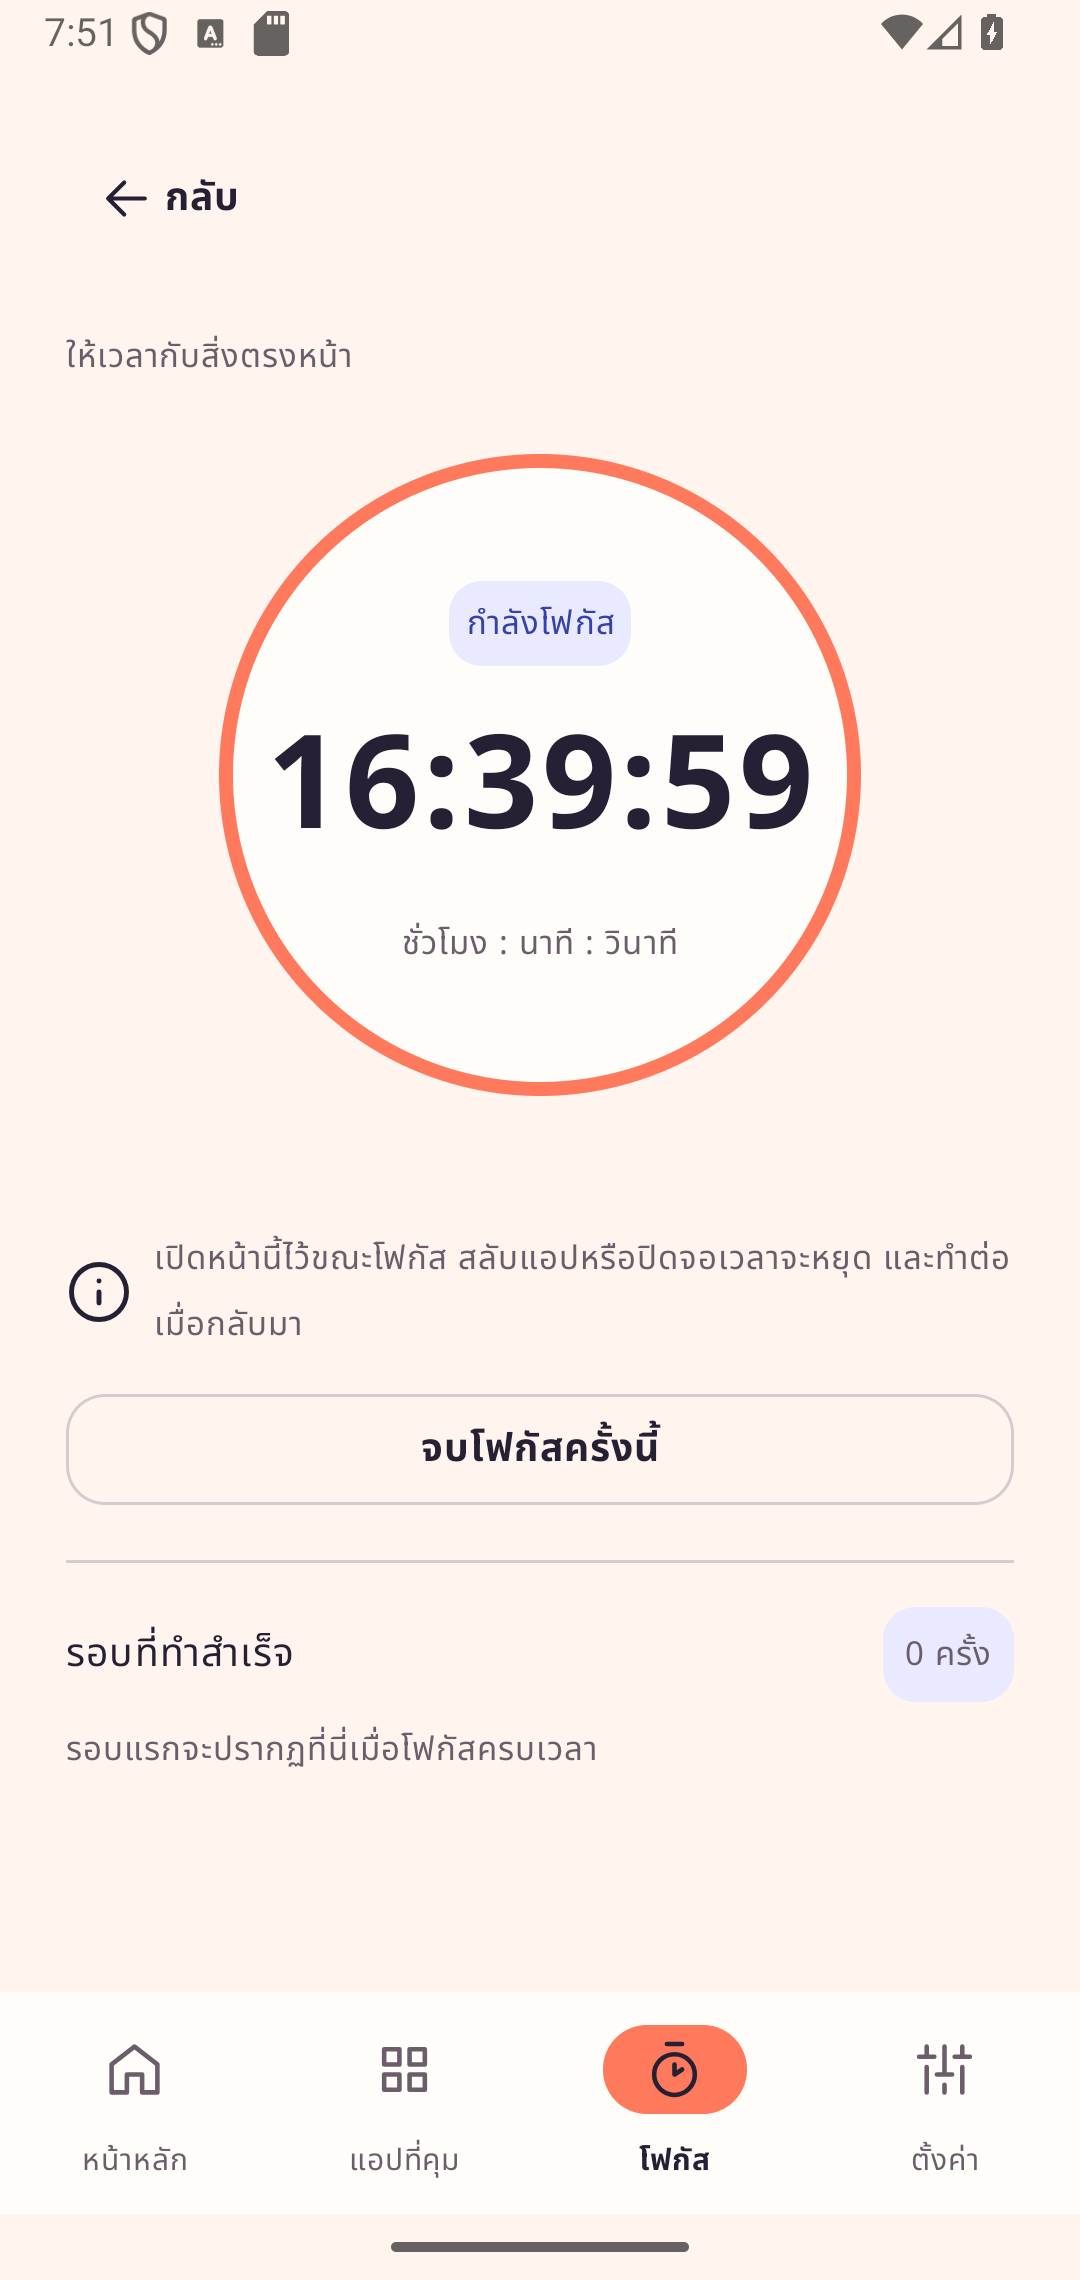 7:51
กลับ
ให้เวลากับสิ่งตรงหน้า
กำลังโฟกัส
16:39:59
ชั่วโมง : นาที : วินาที
เปิดหน้านี้ไว้ขณะโฟกัส สลับแอปหรือปิดจอเวลาจะหยุด และทำต่อ
เมื่อกลับมา
จบโฟกัสครั้งนี้
รอบที่ทำสำเร็จ
0 ครั้ง
รอบแรกจะปรากฏที่นี่เมื่อโฟกัสครบเวลา
หน้าหลัก
แอปที่คุม
โฟกัส
ตั้งค่า